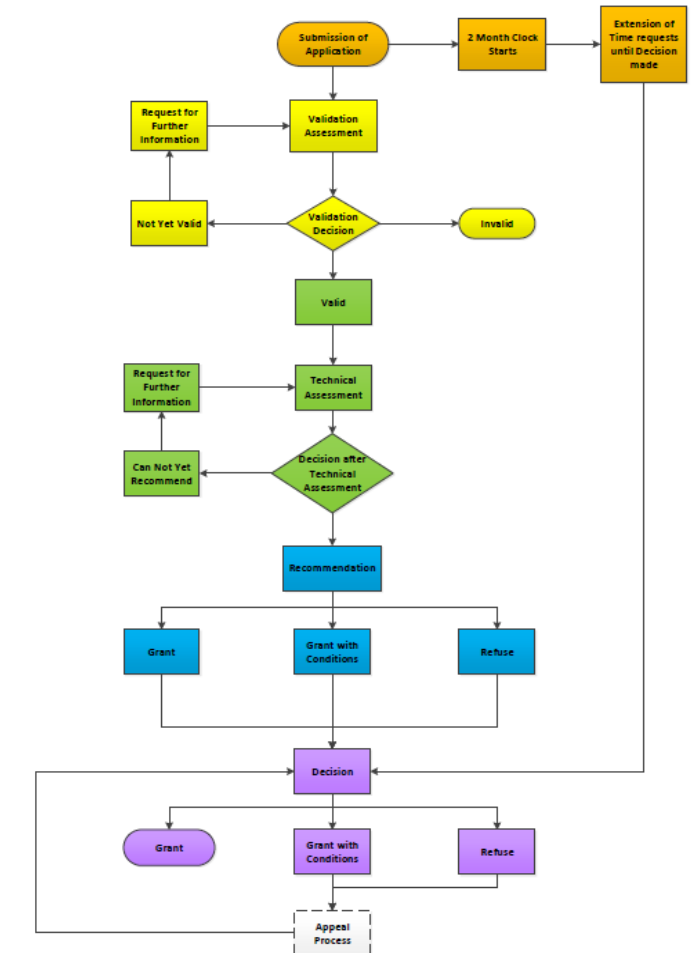 Submission of
Application
2 Month Clock
Starts
Extension of
Time requests
until Decision
made
Request for
Further
Information
Validation
Assessment
Not Yet Valid
Validation
Decision
Invalid
Valid
Request for
Further
Information
Technical
Assessment
Can Not Yet
Recommend
Decision after
Technical
Assessment
Recommendation
Grant
Grant with
Conditions
Refuse
Decision
Grant
Grant with
Conditions
Refuse
Appeal
Process